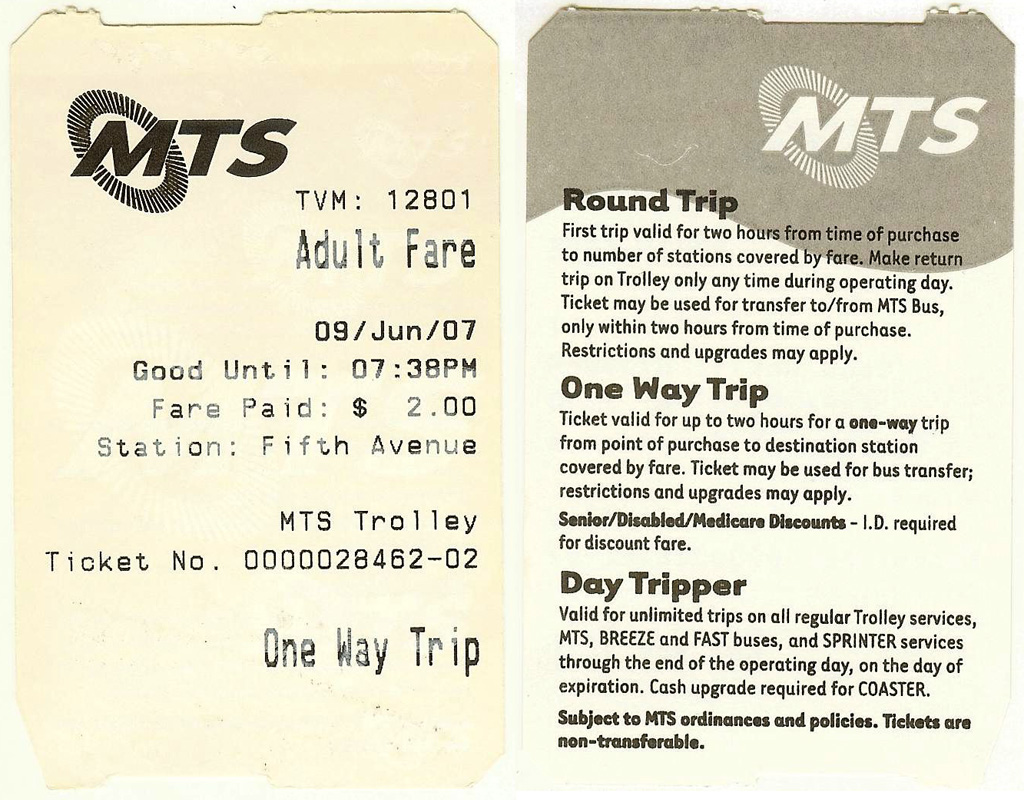 MTS
TVM: 12801
Adult Fare
09/Jun/07
Good Until: 07:38PM
Fare Paid: $ 2.00
Station: Fifth Avenue
MTS Trolley
Ticket No. 0000028462-02
One Way Trip
MTS
Round Trip
First trip valid for two hours from time of purchase
to number of stations covered by fare. Make return
trip on Trolley only any time during operating day.
Ticket may be used for transfer to/from MTS Bus,
only within two hours from time of purchase.
Restrictions and upgrades may apply.
One Way Trip
Ticket valid for up to two hours for a one-way trip
from point of purchase to destination station
covered by fare. Ticket may be used for bus transfer;
restrictions and upgrades may apply.
Senior/Disabled/Medicare Discounts - I.D. required
for discount fare.
Day Tripper
Valid for unlimited trips on all regular Trolley services,
MTS, BREEZE and FAST buses, and SPRINTER services
through the end of the operating day, on the day of
expiration. Cash upgrade required for COASTER.
Subject to MTS ordinances and policies. Tickets are
non-transferable.